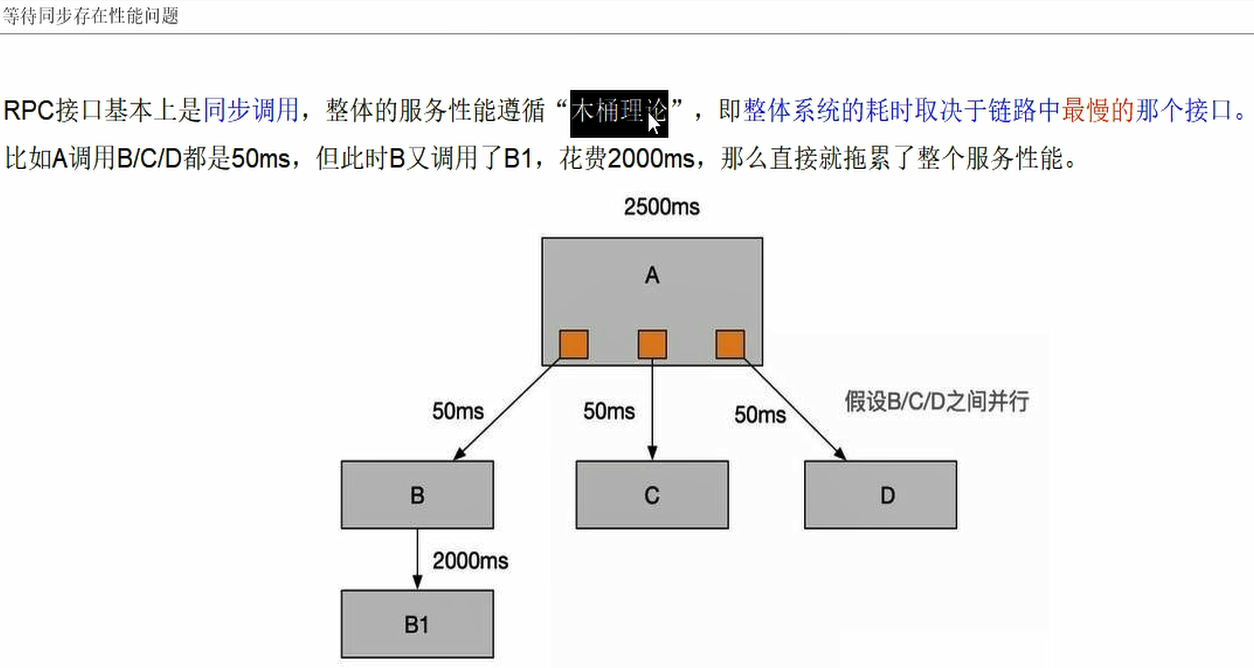 等待同步存在性能问题
RPC接口基本上是同步调用，整体的服务性能遵循“木桶理论”，即整体系统的耗时取决于链路中最慢的那个接口。
比如A调用B/C/D都是50ms，但此时B又调用了B1，花费2000ms，那么直接就拖累了整个服务性能。
2500ms
A
假设B/C/D之间并行
50ms
50ms
50ms
B
C
D
2000ms
B1